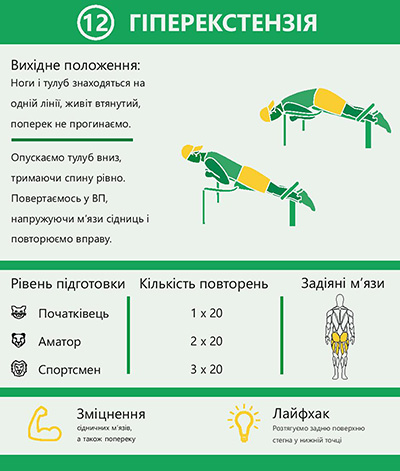 12 ГІПЕРЕКСТЕНЗІЯ
Вихідне положення:
Ноги і тулуб знаходяться на
одній лінії, живіт втянутий,
поперек не прогинаємо.
Опускаємо тулуб вниз,
тримаючи спину рівно.
Повертаємось у ВП,
напружуючи м'язи сідниць і
повторюємо вправу.
Рівень підготовки Кількість повторень Задіяні м'язи
Початківець 1 x 20
Аматор 2 x 20
Спортсмен 3 x 20
Зміцнення
сідничних м'язів,
а також попереку
Лайфхак
Розтягуємо задню поверхню
стегна у нижній точці